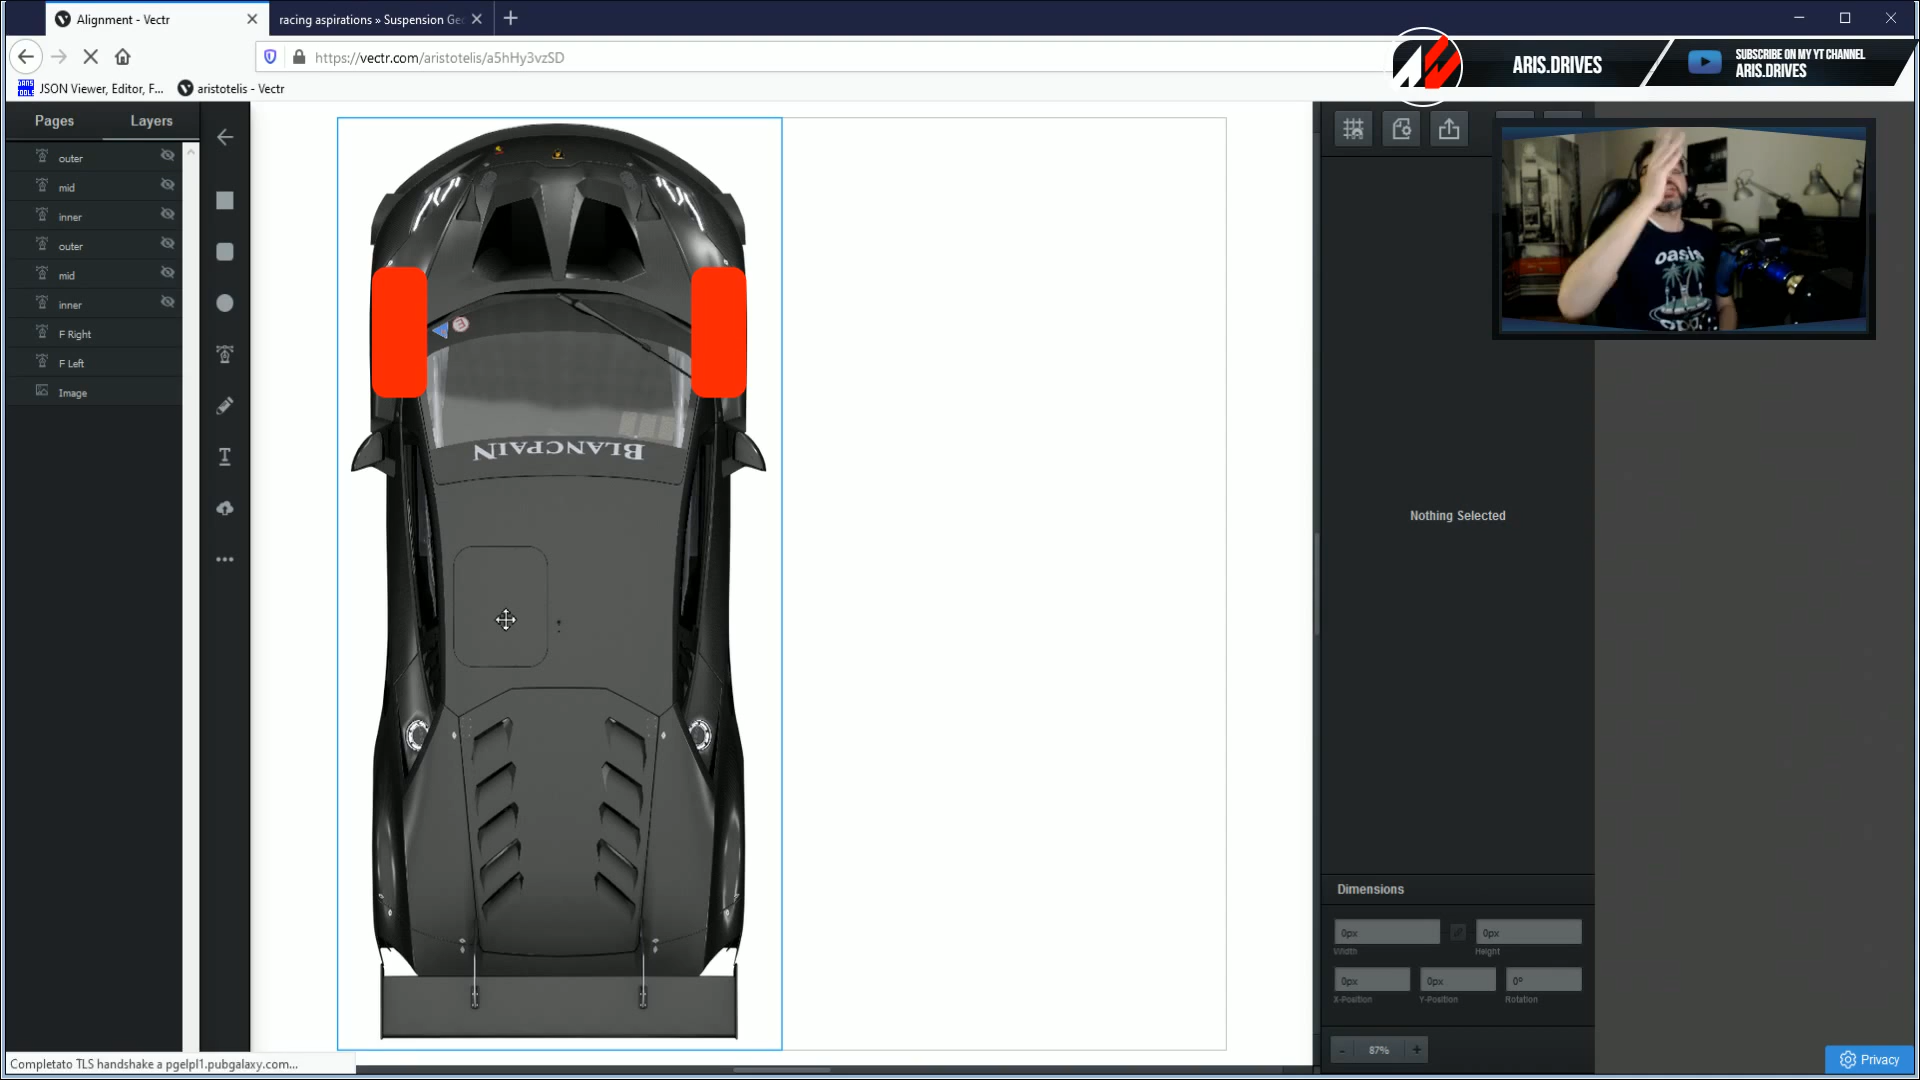 Alignment - Vectr
racing aspirations » Suspension Geo
https://vectr.com/aristotelis/a5hHy3vzSD
JSON Viewer, Editor, F...
aristotelis - Vectr
ARIS.DRIVES
SUBSCRIBE ON MY YT CHANNEL
ARIS.DRIVES
Pages
Layers
outer
mid
inner
outer
mid
inner
F Right
F Left
Image
BLANCPAIN
oasis
Nothing Selected
Dimensions
0px
0px
Width
Height
0px
0px
0°
X-Position
Y-Position
Rotation
- 87% +
Completato TLS handshake a pgelpl1.pubgalaxy.com...
Privacy